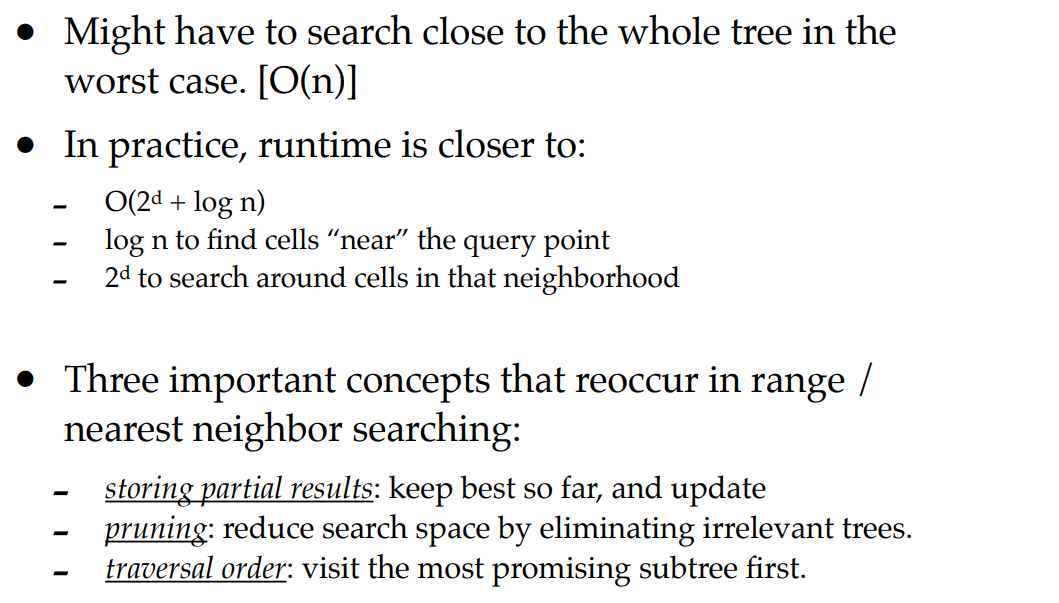 ● Might have to search close to the whole tree in the
worst case. [O(n)]
● In practice, runtime is closer to:
– O(2ᵈ + log n)
– log n to find cells “near” the query point
– 2ᵈ to search around cells in that neighborhood
● Three important concepts that reoccur in range /
nearest neighbor searching:
– storing partial results: keep best so far, and update
– pruning: reduce search space by eliminating irrelevant trees.
– traversal order: visit the most promising subtree first.